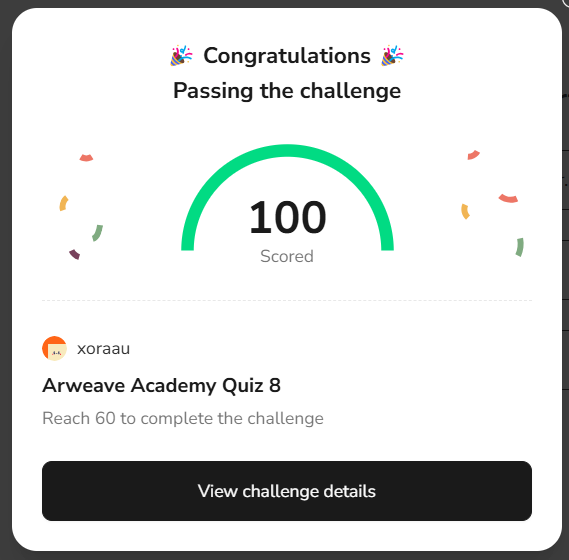 🎉 Congratulations 🎉
Passing the challenge
100
Scored
xoraau
Arweave Academy Quiz 8
Reach 60 to complete the challenge
View challenge details